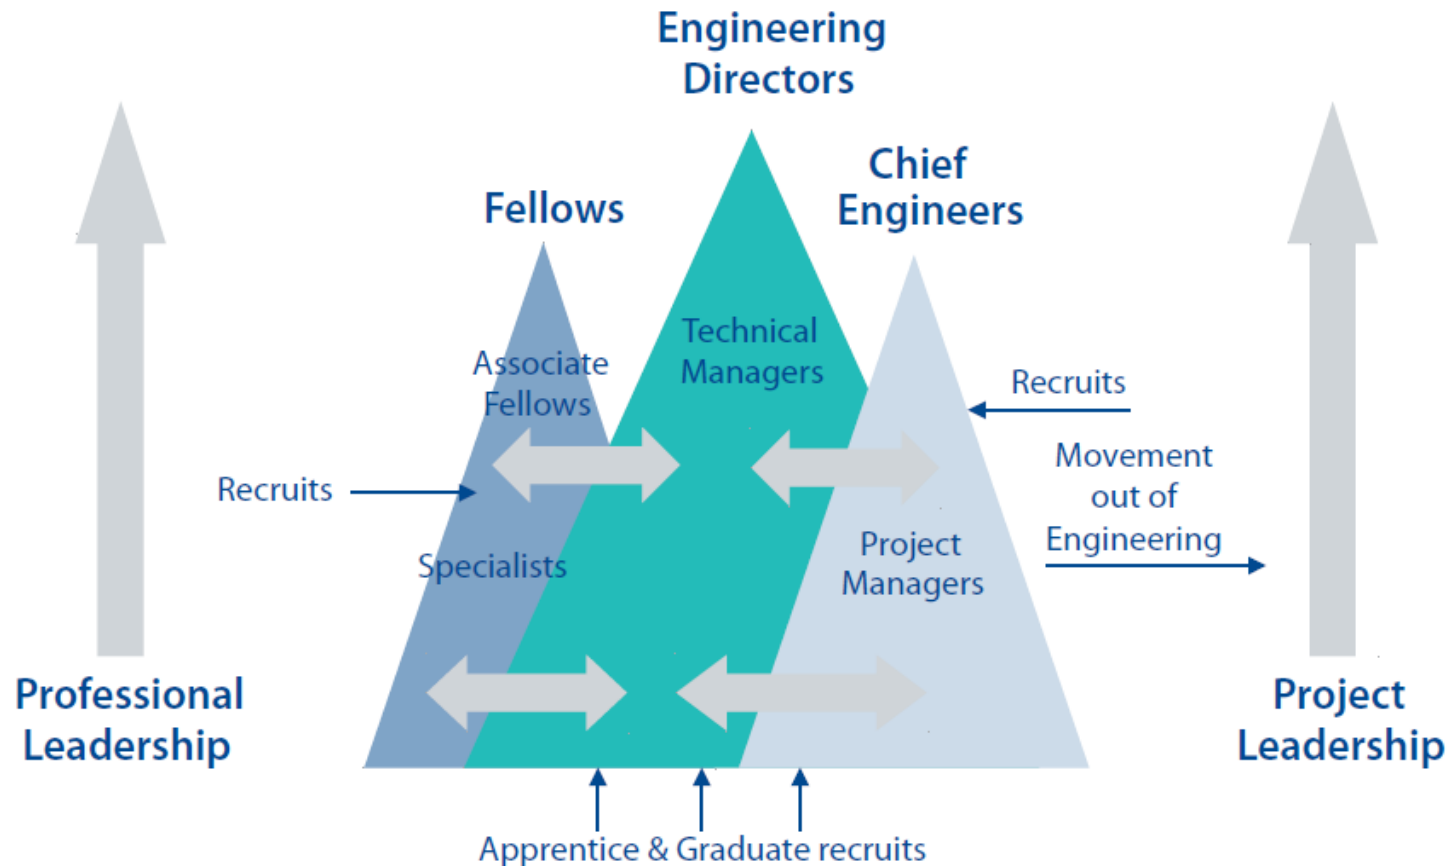 Engineering
Directors
Chief
Engineers
Fellows
Technical
Managers
Associate
Fellows
Recruits
Movement
out of
Engineering
Recruits
Project
Managers
Specialists
Professional
Leadership
Project
Leadership
Apprentice & Graduate recruits